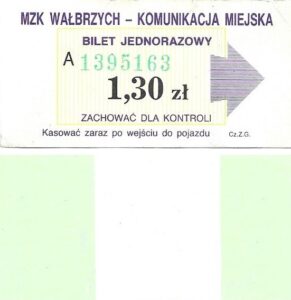 MZK WAŁBRZYCH – KOMUNIKACJA MIEJSKA
BILET JEDNORAZOWY
A 1395163
1,30 zł
ZACHOWAĆ DLA KONTROLI
Kasować zaraz po wejściu do pojazdu Cz.Z.G.